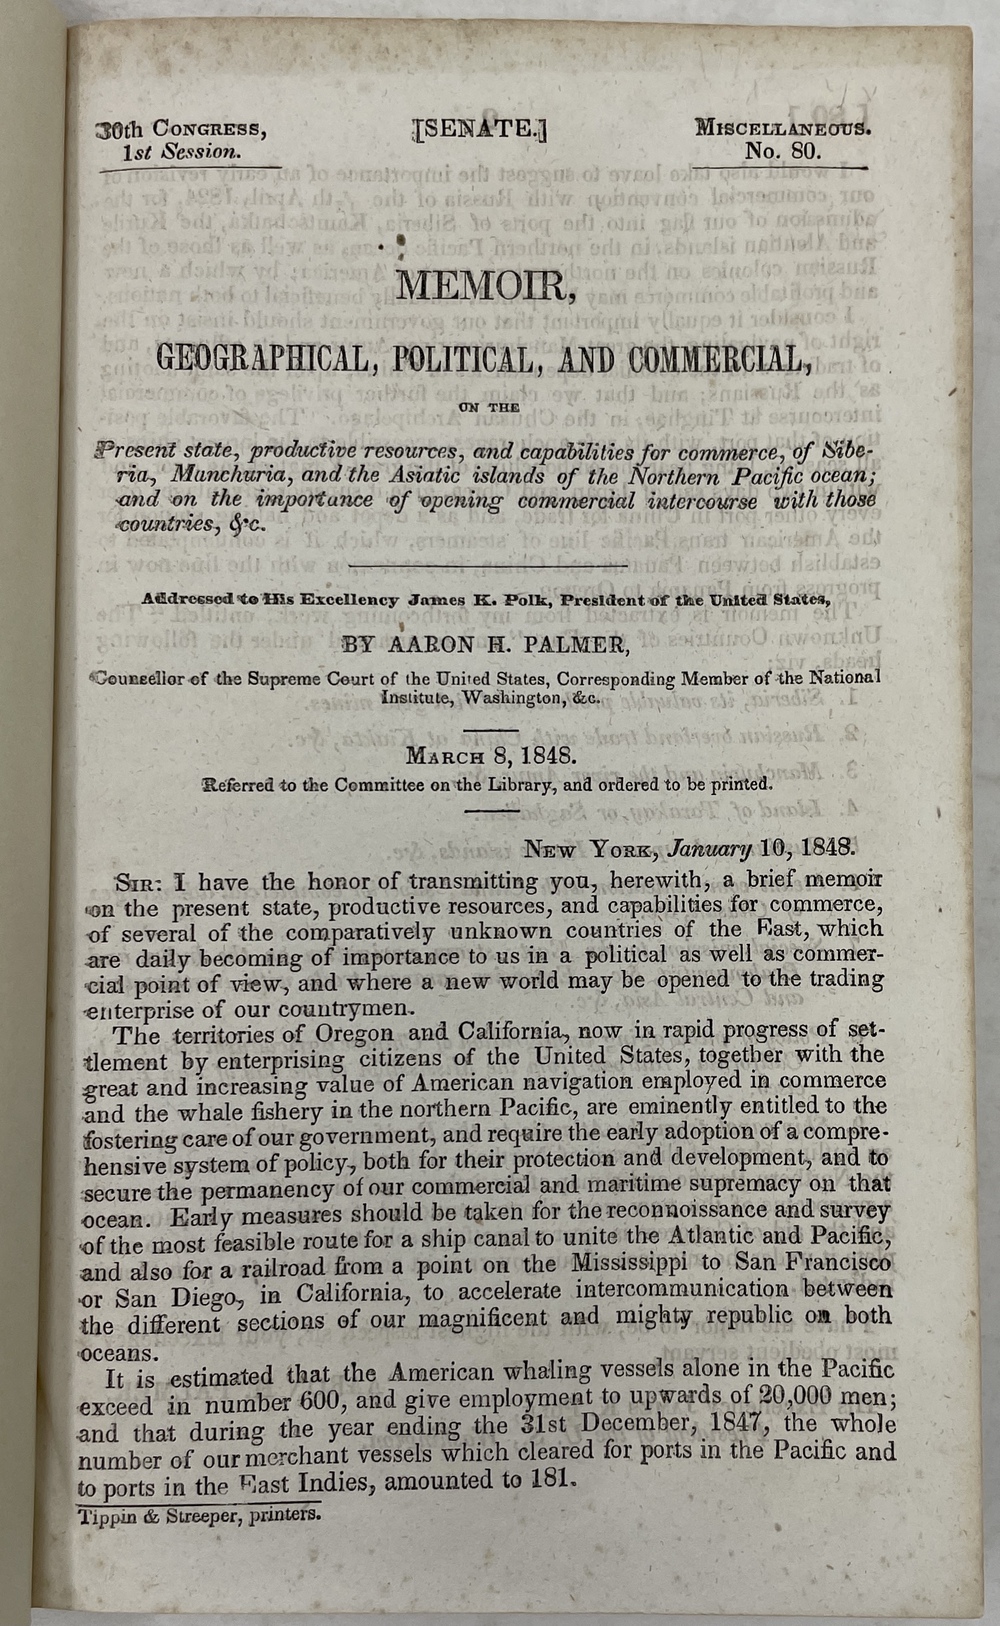 30th CONGRESS,
1st Session.
[SENATE.]
MISCELLANEOUS.
No. 80.
MEMOIR,
GEOGRAPHICAL, POLITICAL, AND COMMERCIAL,
ON THE
Present state, productive resources, and capabilities for commerce, of Sibe-
ria, Manchuria, and the Asiatic islands of the Northern Pacific ocean;
and on the importance of opening commercial intercourse with those
countries, &c.
Addressed to His Excellency James K. Polk, President of the United States,
BY AARON H. PALMER,
Counsellor of the Supreme Court of the United States, Corresponding Member of the National
Institute, Washington, &c.
MARCH 8, 1848.
Referred to the Committee on the Library, and ordered to be printed.
NEW YORK, January 10, 1848.
SIR: I have the honor of transmitting you, herewith, a brief memoir
on the present state, productive resources, and capabilities for commerce,
of several of the comparatively unknown countries of the East, which
are daily becoming of importance to us in a political as well as commer-
cial point of view, and where a new world may be opened to the trading
enterprise of our countrymen.
The territories of Oregon and California, now in rapid progress of set-
tlement by enterprising citizens of the United States, together with the
great and increasing value of American navigation employed in commerce
and the whale fishery in the northern Pacific, are eminently entitled to the
fostering care of our government, and require the early adoption of a compre-
hensive system of policy, both for their protection and development, and to
secure the permanency of our commercial and maritime supremacy on that
ocean. Early measures should be taken for the reconnoissance and survey
of the most feasible route for a ship canal to unite the Atlantic and Pacific,
and also for a railroad from a point on the Mississippi to San Francisco
or San Diego, in California, to accelerate intercommunication between
the different sections of our magnificent and mighty republic on both
oceans.
It is estimated that the American whaling vessels alone in the Pacific
exceed in number 600, and give employment to upwards of 20,000 men;
and that during the year ending the 31st December, 1847, the whole
number of our merchant vessels which cleared for ports in the Pacific and
to ports in the East Indies, amounted to 181.
Tippin & Streeper, printers.